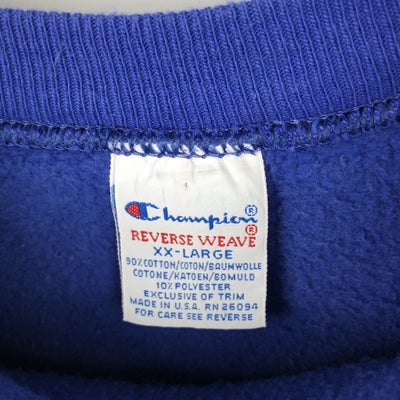 Champion®
REVERSE WEAVE®
XX-LARGE
90% COTTON/COTON/BAUMWOLLE
COTONE/KATOEN/BOMULD
10% POLYESTER
EXCLUSIVE OF TRIM
MADE IN U.S.A. RN 26094
FOR CARE SEE REVERSE